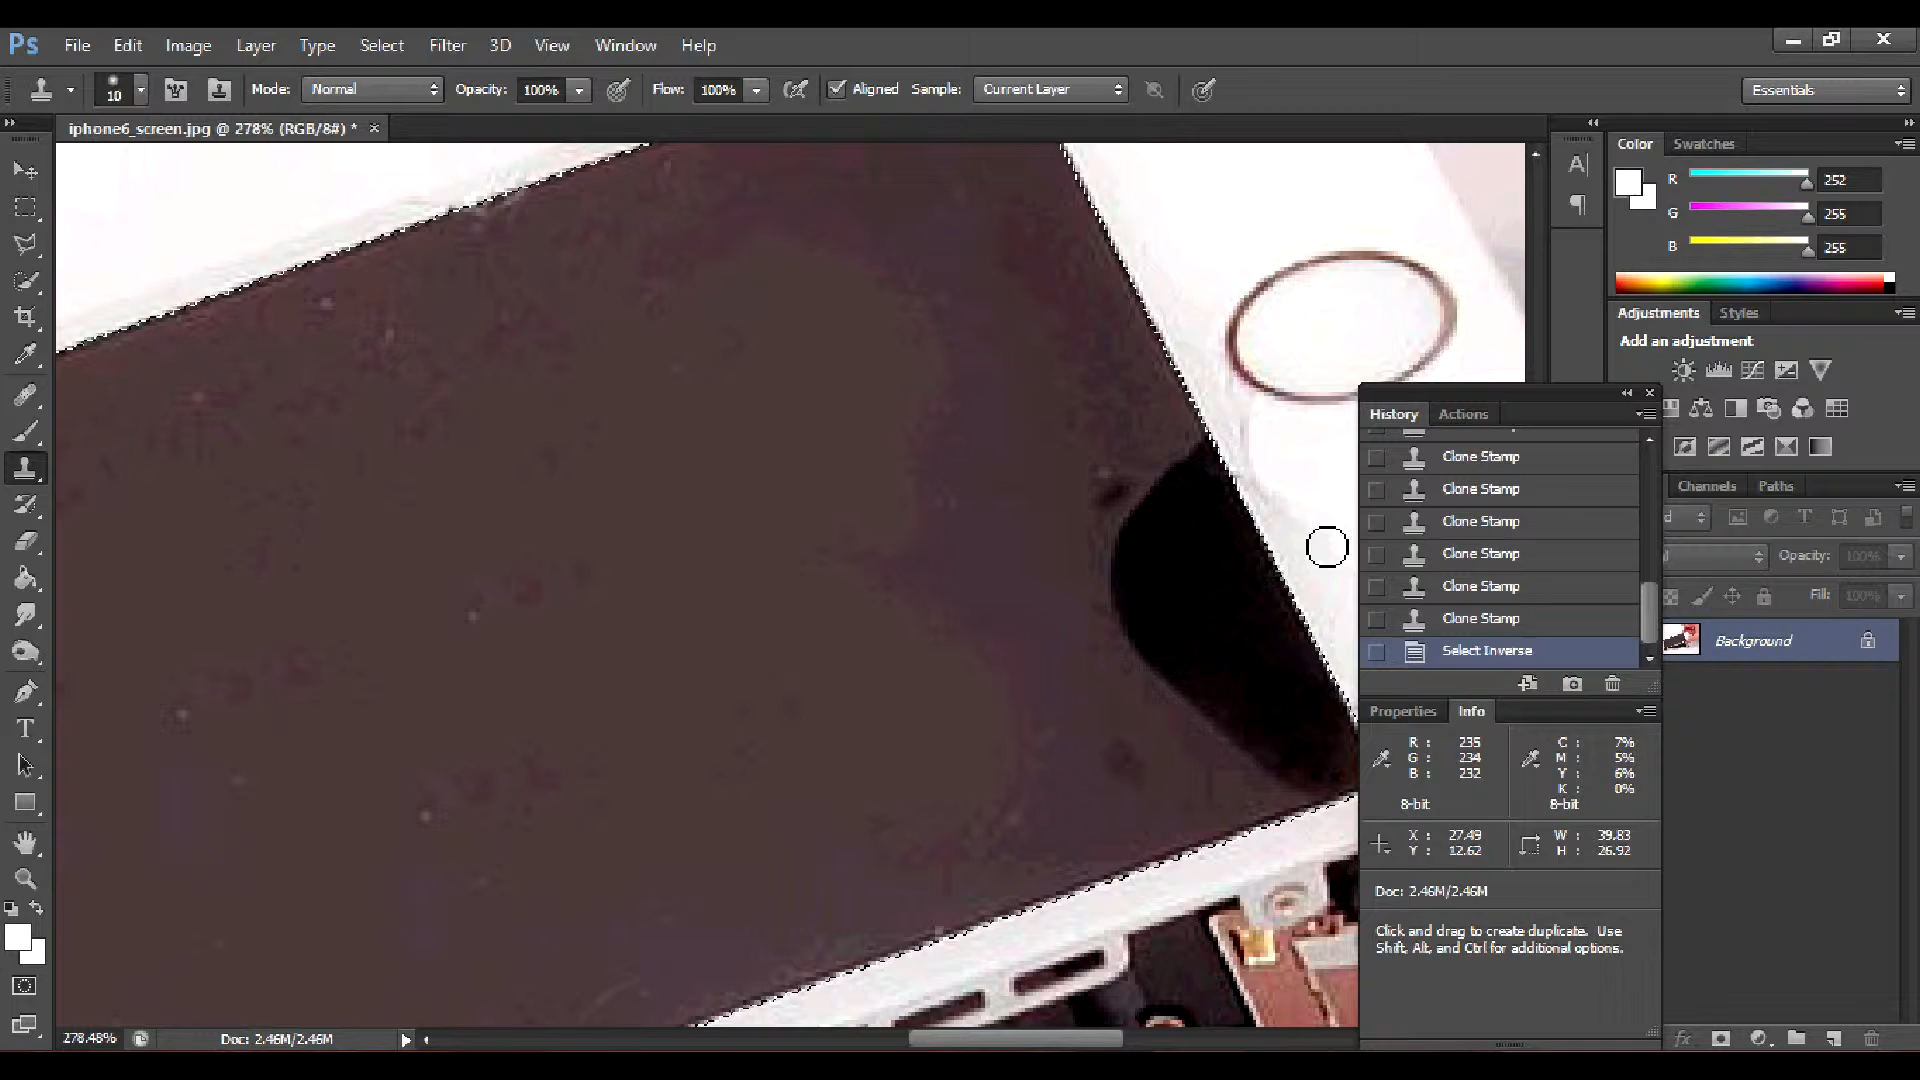 Ps File Edit Image Layer Type Select Filter 3D View Window Help
10 Mode: Normal Opacity: 100% Flow: 100% Aligned Sample: Current Layer Essentials
iphone6_screen.jpg @ 278% (RGB/8#) *
Color Swatches
R 252
G 255
B 255
Adjustments Styles
Add an adjustment
History Actions
Clone Stamp
Clone Stamp
Clone Stamp
Clone Stamp
Clone Stamp
Clone Stamp
Select Inverse
Channels Paths
Opacity: 100%
Fill: 100%
Background
Properties Info
R : 235 C : 7%
G : 234 M : 5%
B : 232 Y : 6%
K : 0%
8-bit 8-bit
X : 27.49 W : 39.83
Y : 12.62 H : 26.92
Doc: 2.46M/2.46M
Click and drag to create duplicate. Use
Shift, Alt, and Ctrl for additional options.
278.48% Doc: 2.46M/2.46M